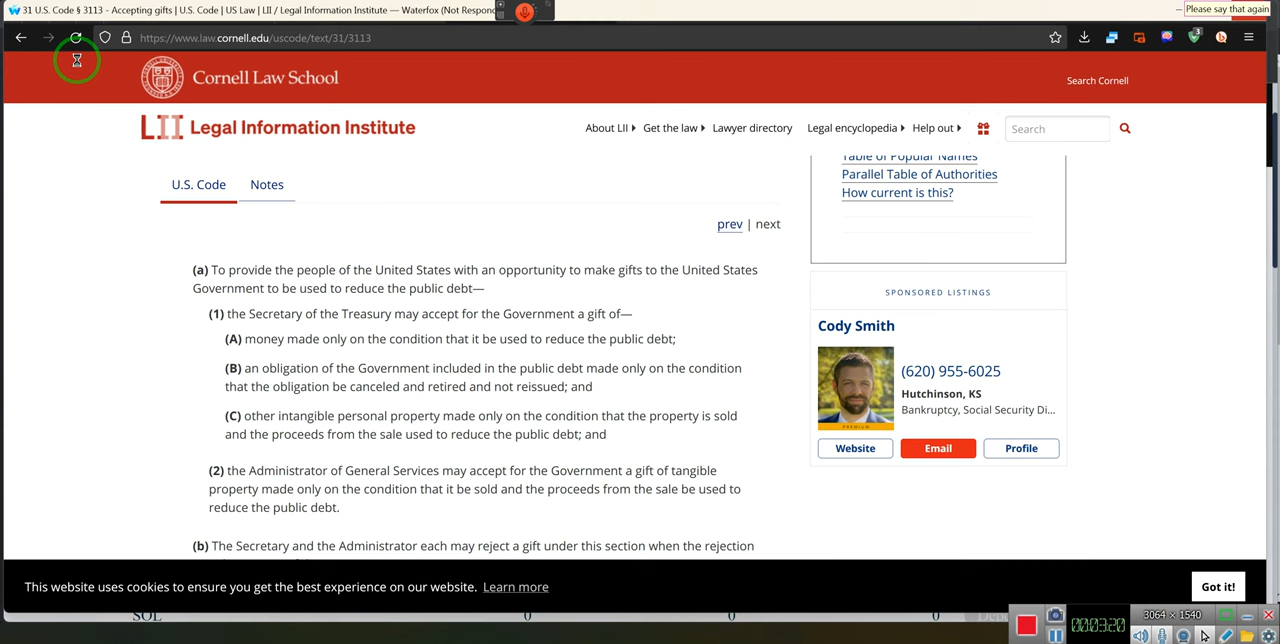 31 U.S. Code § 3113 - Accepting gifts | U.S. Code | US Law | LII / Legal Information Institute — Waterfox (Not Respon
Please say that again
https://www.law.cornell.edu/uscode/text/31/3113
3
Cornell Law School
Search Cornell
LII Legal Information Institute
About LII
Get the law
Lawyer directory
Legal encyclopedia
Help out
Search
U.S. Code
Notes
Table of Popular Names
Parallel Table of Authorities
How current is this?
prev | next
(a) To provide the people of the United States with an opportunity to make gifts to the United States
Government to be used to reduce the public debt—
(1) the Secretary of the Treasury may accept for the Government a gift of—
(A) money made only on the condition that it be used to reduce the public debt;
(B) an obligation of the Government included in the public debt made only on the condition
that the obligation be canceled and retired and not reissued; and
(C) other intangible personal property made only on the condition that the property is sold
and the proceeds from the sale used to reduce the public debt; and
(2) the Administrator of General Services may accept for the Government a gift of tangible
property made only on the condition that it be sold and the proceeds from the sale be used to
reduce the public debt.
(b) The Secretary and the Administrator each may reject a gift under this section when the rejection
SPONSORED LISTINGS
Cody Smith
(620) 955-6025
Hutchinson, KS
Bankruptcy, Social Security Di...
PREMIUM
Website
Email
Profile
This website uses cookies to ensure you get the best experience on our website. Learn more
Got it!
SOL
0
0
0
Depo
00:03:20
3064 × 1540